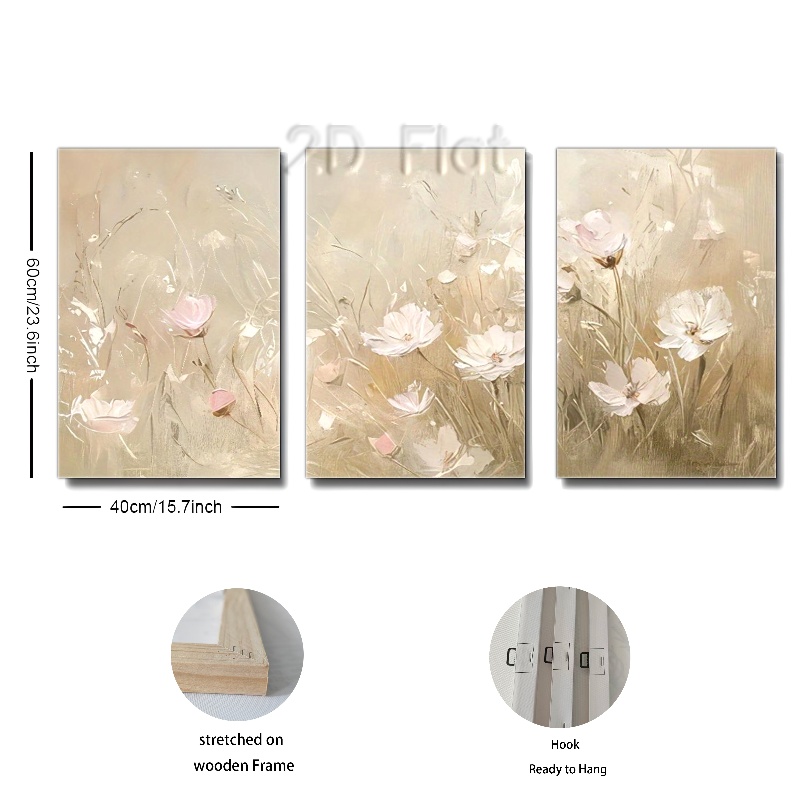 2D Flat
60cm/23.6inch
40cm/15.7inch
stretched on
wooden Frame
Hook
Ready to Hang